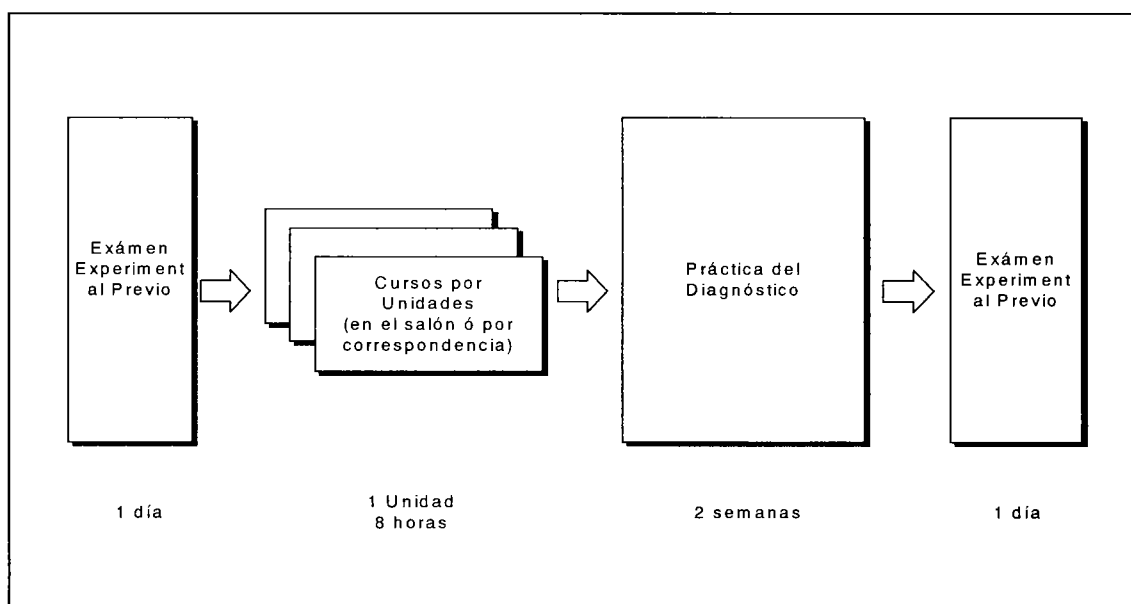 Exámen
Experiment
al Previo
Cursos por
Unidades
(en el salón ó por
correspondencia)
Práctica del
Diagnóstico
Exámen
Experiment
al Previo
1 día
1 Unidad
8 horas
2 semanas
1 día